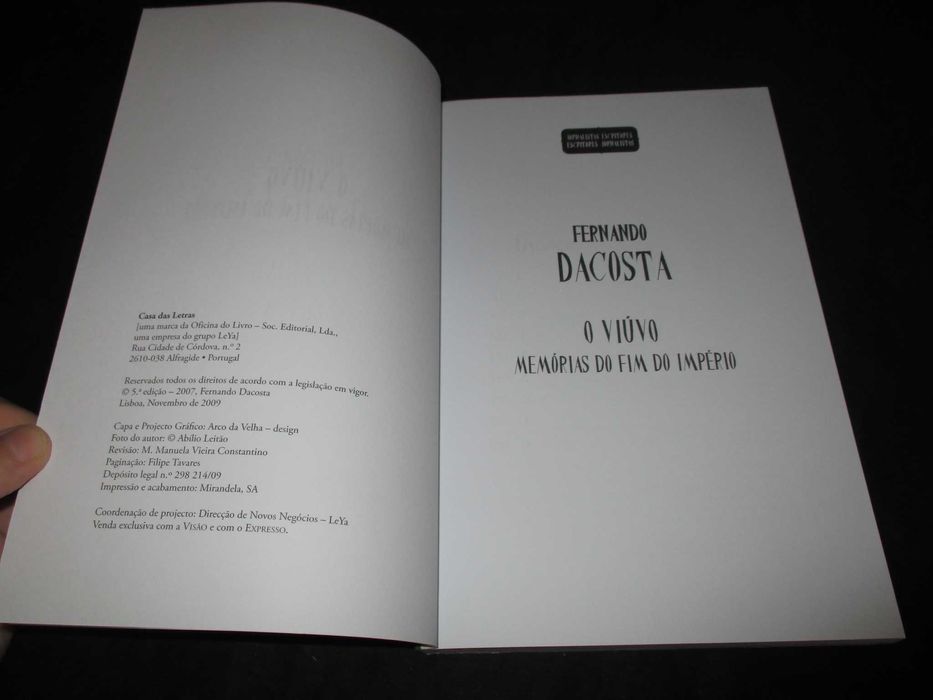 Casa das Letras
[uma marca da Oficina do Livro – Soc. Editorial, Lda.,
uma empresa do grupo LeYa]
Rua Cidade de Córdova, n.º 2
2610-038 Alfragide • Portugal
Reservados todos os direitos de acordo com a legislação em vigor.
© 5.ª edição – 2007, Fernando Dacosta
Lisboa, Novembro de 2009
Capa e Projecto Gráfico: Arco da Velha – design
Foto do autor: © Abílio Leitão
Revisão: M. Manuela Vieira Constantino
Paginação: Filipe Tavares
Depósito legal n.º 298 214/09
Impressão e acabamento: Mirandela, SA
Coordenação de projecto: Direcção de Novos Negócios – LeYa
Venda exclusiva com a VISÃO e com o EXPRESSO.
JORNALISTAS ESCRITORES
ESCRITORES JORNALISTAS
FERNANDO
DACOSTA
O VIÚVO
MEMÓRIAS DO FIM DO IMPÉRIO